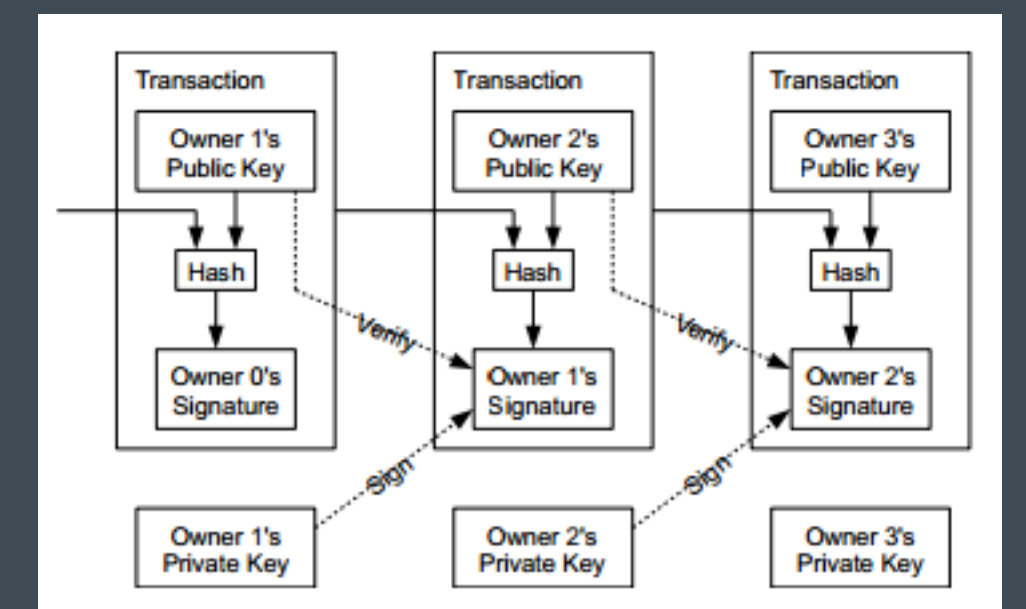 Transaction
Owner 1's
Public Key
Hash
Owner 0's
Signature
Transaction
Owner 2's
Public Key
Hash
Verify
Owner 1's
Signature
Sign
Transaction
Owner 3's
Public Key
Hash
Verify
Owner 2's
Signature
Sign
Owner 1's
Private Key
Owner 2's
Private Key
Owner 3's
Private Key